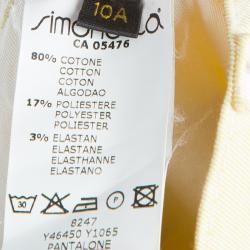 10A
CA 05476
80% COTONE
COTTON
COTON
ALGODAO
17% POLIESTERE
POLYESTER
POLIESTER
3% ELASTAN
ELASTANE
ELASTHANNE
ELASTANO
30
P
8247
Y46450 Y1065
PANTALONE